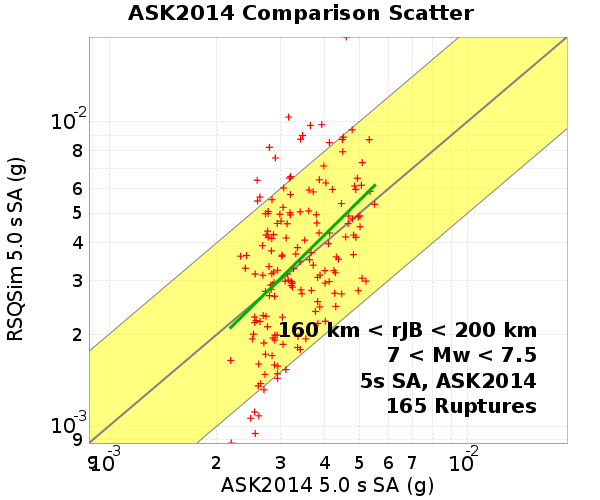 ASK2014 Comparison Scatter
RSQSim 5.0 s SA (g)
10-2
8
6
5
4
3
2
10-3
9
160 km < rJB < 200 km
7 < Mw < 7.5
5s SA, ASK2014
165 Ruptures
9 10-3 2 3 4 5 6 7 10-2
ASK2014 5.0 s SA (g)